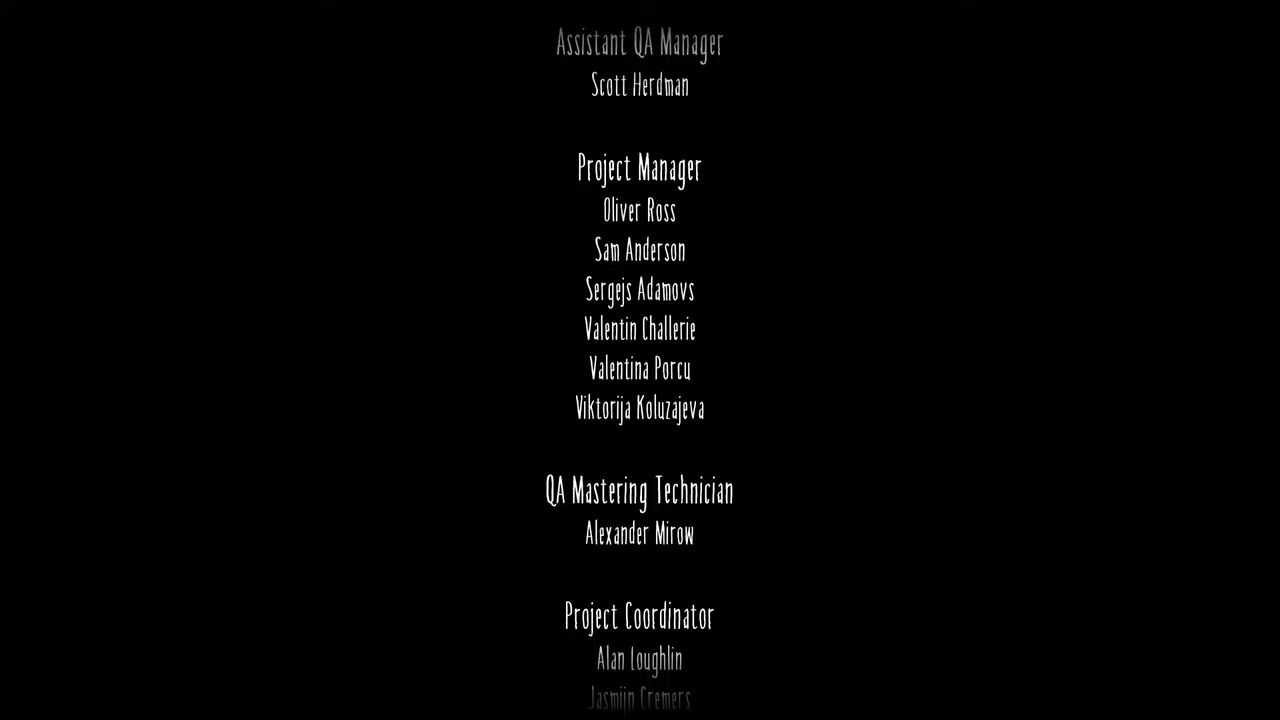 Assistant QA Manager
Scott Herdman
Project Manager
Oliver Ross
Sam Anderson
Sergejs Adamovs
Valentin Challerie
Valentina Porcu
Viktorija Koluzajeva
QA Mastering Technician
Alexander Mirow
Project Coordinator
Alan Loughlin
Jasmijn Cremers